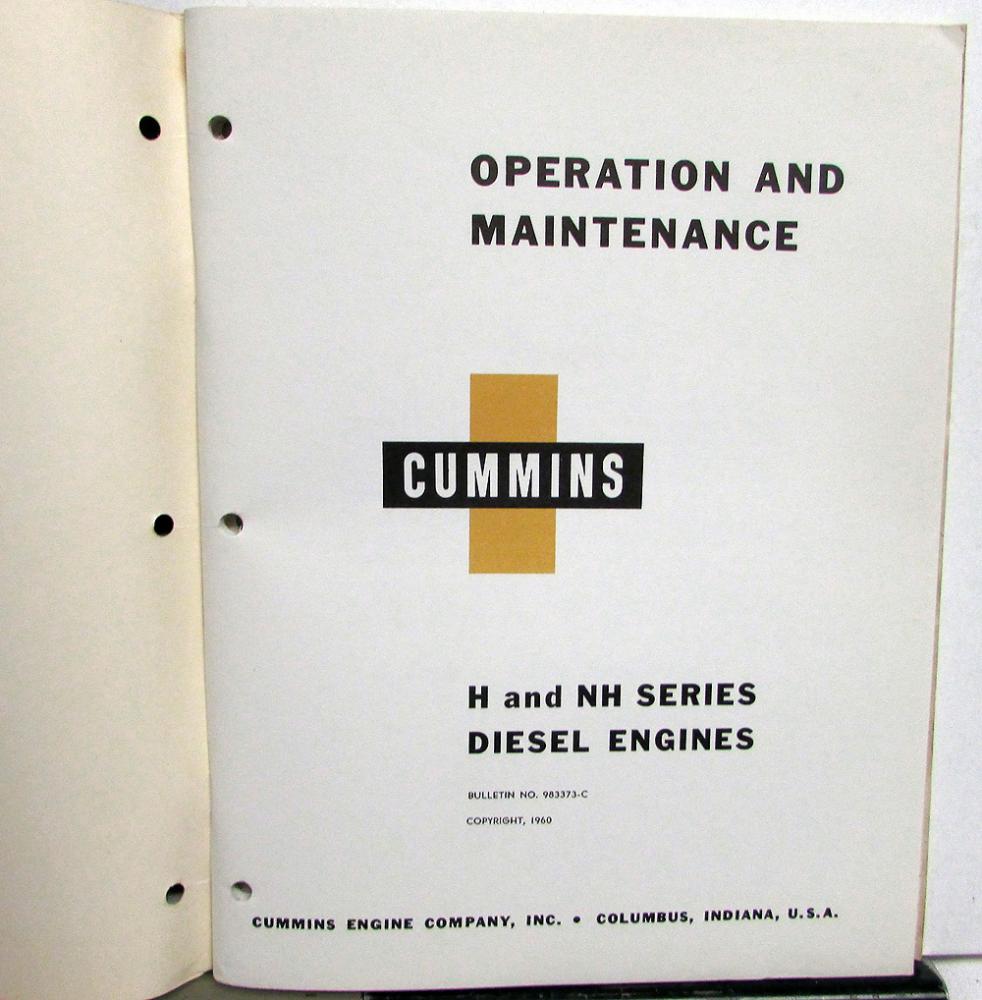 OPERATION AND
MAINTENANCE
CUMMINS
H and NH SERIES
DIESEL ENGINES
BULLETIN NO. 983373-C
COPYRIGHT, 1960
CUMMINS ENGINE COMPANY, INC. • COLUMBUS, INDIANA, U.S.A.